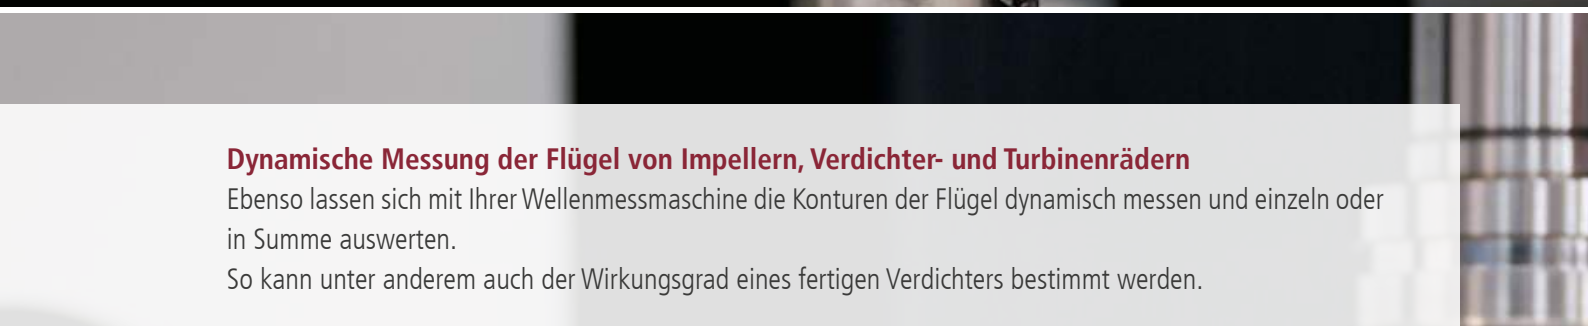 Dynamische Messung der Flügel von Impellern, Verdichter- und Turbinenrädern
Ebenso lassen sich mit Ihrer Wellenmessmaschine die Konturen der Flügel dynamisch messen und einzeln oder
in Summe auswerten.
So kann unter anderem auch der Wirkungsgrad eines fertigen Verdichters bestimmt werden.